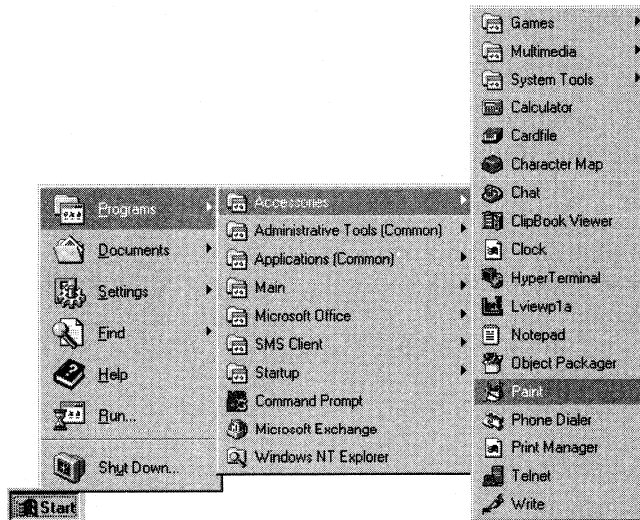 Programs
Documents
Settings
Find
Help
Run...
Shut Down...
Start
Accessories
Administrative Tools (Common)
Applications (Common)
Main
Microsoft Office
SMS Client
Startup
Command Prompt
Microsoft Exchange
Windows NT Explorer
Games
Multimedia
System Tools
Calculator
Cardfile
Character Map
Chat
ClipBook Viewer
Clock
HyperTerminal
Lviewp1a
Notepad
Object Packager
Paint
Phone Dialer
Print Manager
Telnet
Write